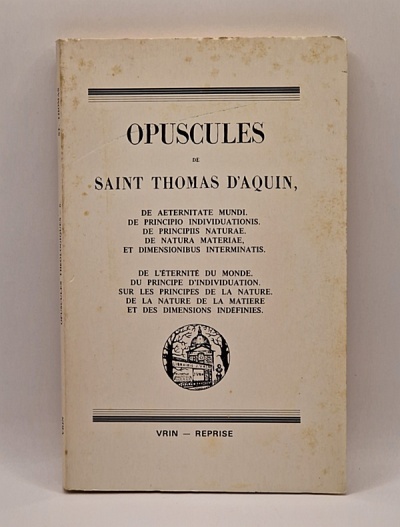 OPUSCULES
DE
SAINT THOMAS D'AQUIN,
DE AETERNITATE MUNDI.
DE PRINCIPIO INDIVIDUATIONIS.
DE PRINCIPIIS NATURAE.
DE NATURA MATERIAE,
ET DIMENSIONIBUS INTERMINATIS.
DE L'ÉTERNITÉ DU MONDE.
DU PRINCIPE D'INDIVIDUATION.
SUR LES PRINCIPES DE LA NATURE.
DE LA NATURE DE LA MATIERE
ET DES DIMENSIONS INDÉFINIES.
VRIN — REPRISE